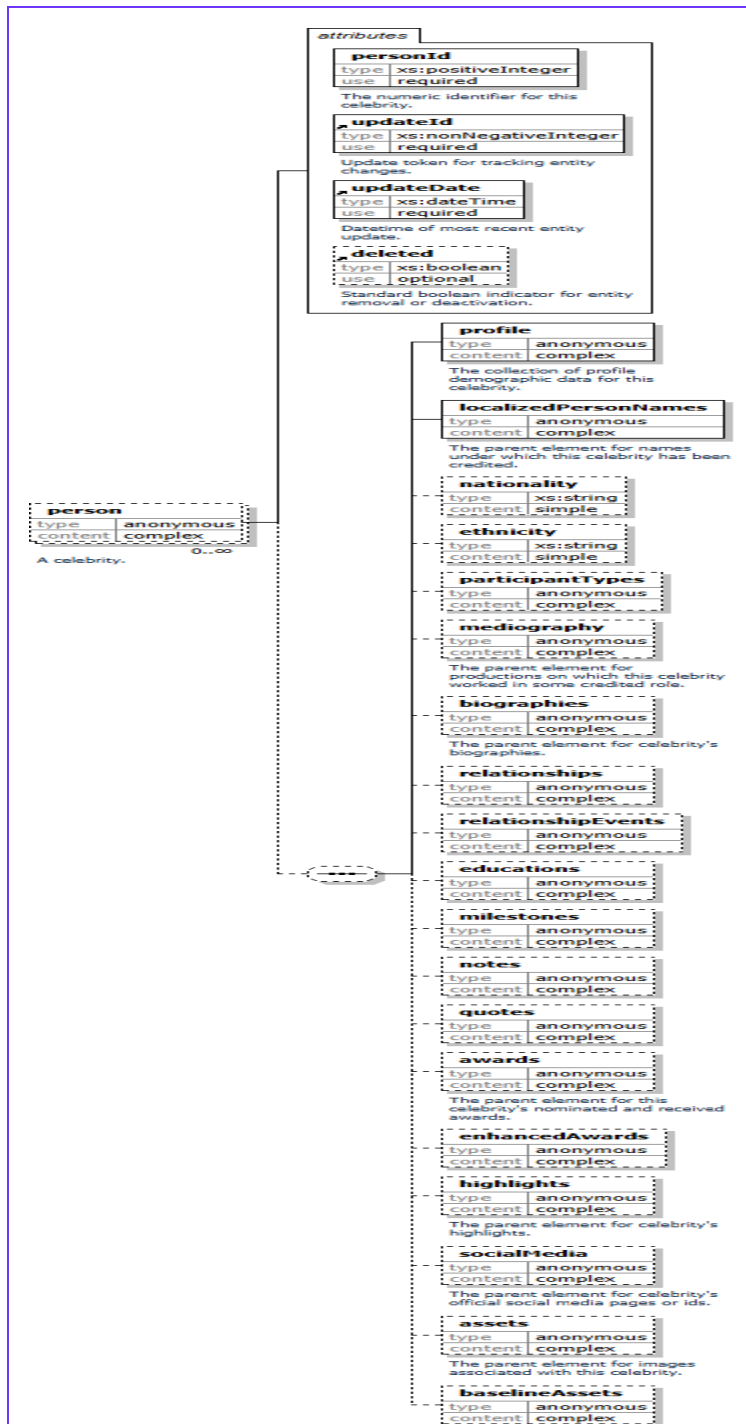 attributes
personId
type xs:positiveInteger
use required
The numeric identifier for this
celebrity.
updateId
type xs:nonNegativeInteger
use required
Update token for tracking entity
changes.
updateDate
type xs:dateTime
use required
Datetime of most recent entity
update.
deleted
type xs:boolean
use optional
Standard boolean indicator for entity
removal or deactivation.
person
type anonymous
content complex
0..∞
A celebrity.
profile
type anonymous
content complex
The collection of profile
demographic data for this
celebrity.
localizedPersonNames
type anonymous
content complex
The parent element for names
under which this celebrity has been
credited.
nationality
type xs:string
content simple
ethnicity
type xs:string
content simple
participantTypes
type anonymous
content complex
mediography
type anonymous
content complex
The parent element for
productions on which this celebrity
worked in some credited role.
biographies
type anonymous
content complex
The parent element for celebrity's
biographies.
relationships
type anonymous
content complex
relationshipEvents
type anonymous
content complex
educations
type anonymous
content complex
milestones
type anonymous
content complex
notes
type anonymous
content complex
quotes
type anonymous
content complex
awards
type anonymous
content complex
The parent element for this
celebrity's nominated and received
awards.
enhancedAwards
type anonymous
content complex
highlights
type anonymous
content complex
The parent element for celebrity's
highlights.
socialMedia
type anonymous
content complex
The parent element for celebrity's
official social media pages or ids.
assets
type anonymous
content complex
The parent element for images
associated with this celebrity.
baselineAssets
type anonymous
content complex